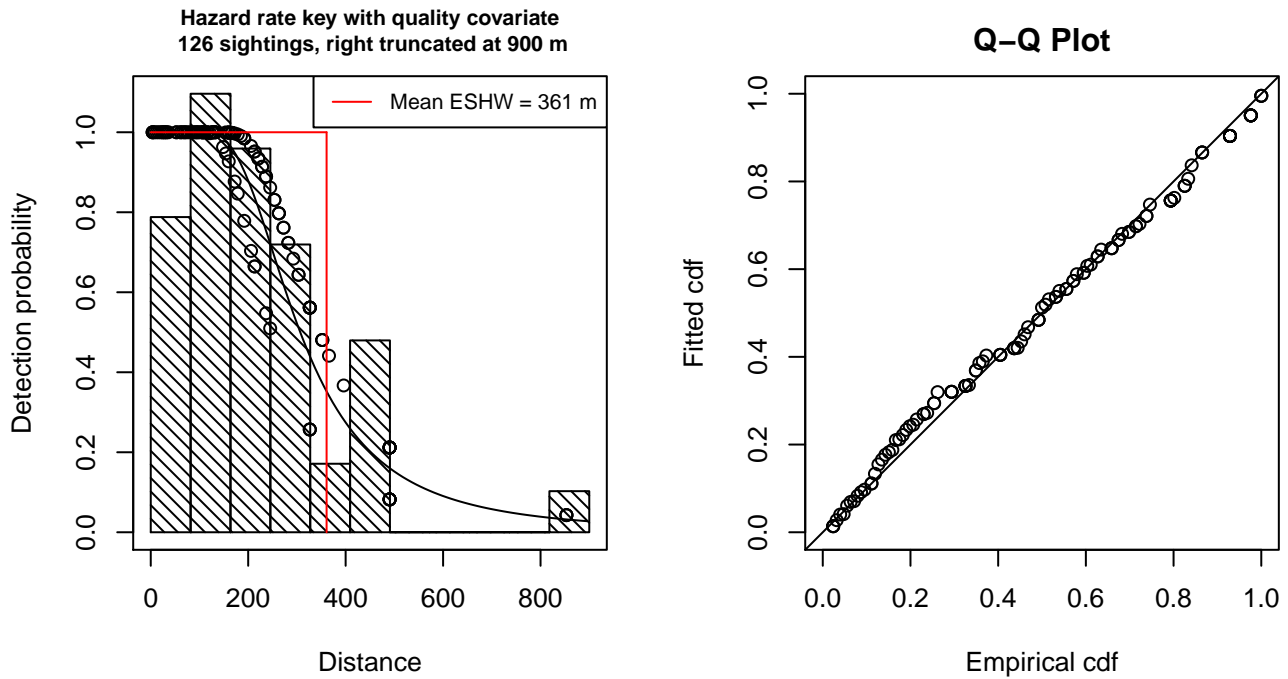 Hazard rate key with quality covariate
126 sightings, right truncated at 900 m
Mean ESHW = 361 m
Detection probability
0.0 0.2 0.4 0.6 0.8 1.0
0 200 400 600 800
Distance
Q−Q Plot
Fitted cdf
0.0 0.2 0.4 0.6 0.8 1.0
0.0 0.2 0.4 0.6 0.8 1.0
Empirical cdf